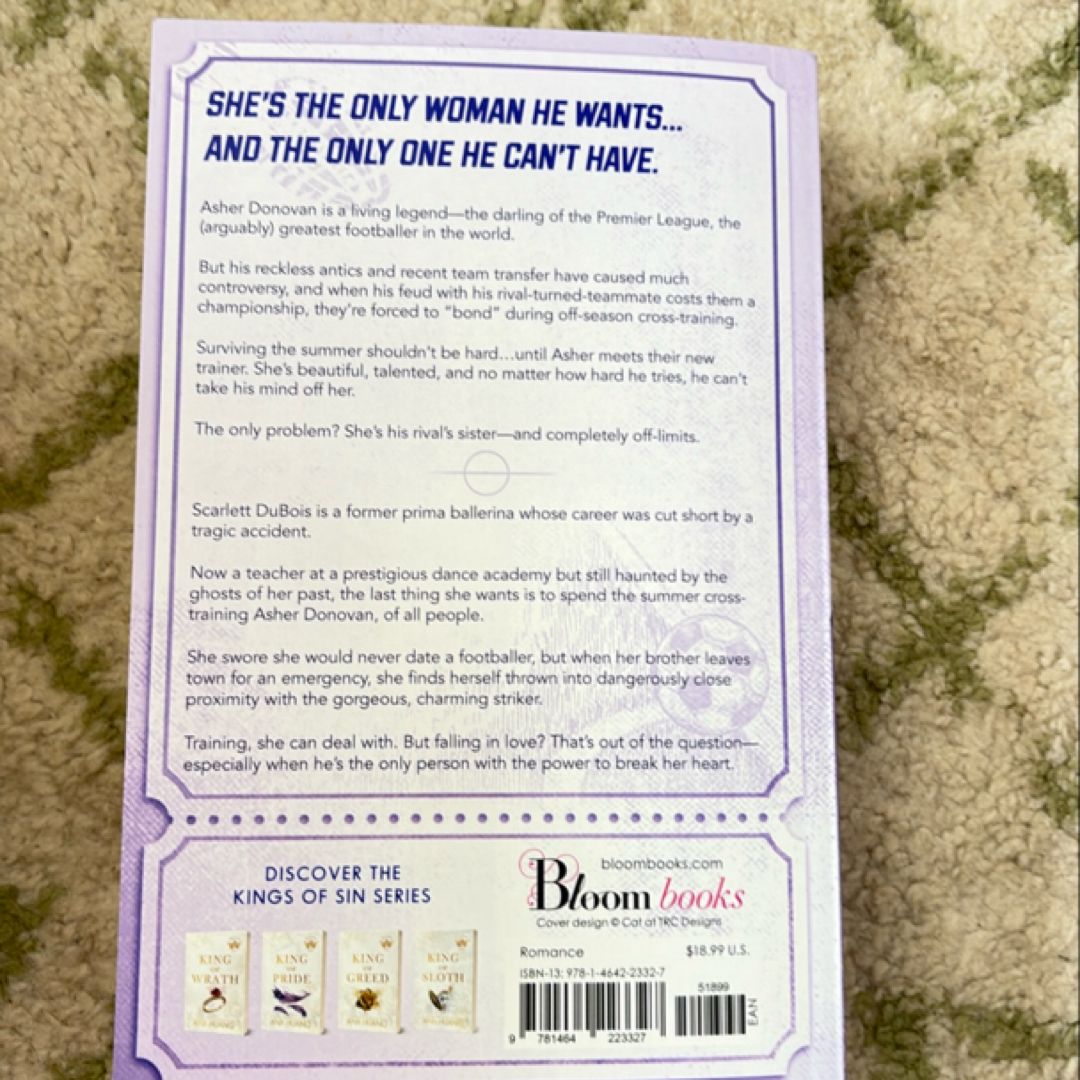 SHE'S THE ONLY WOMAN HE WANTS...
AND THE ONLY ONE HE CAN'T HAVE.
Asher Donovan is a living legend—the darling of the Premier League, the
(arguably) greatest footballer in the world.
But his reckless antics and recent team transfer have caused much
controversy, and when his feud with his rival-turned-teammate costs them a
championship, they're forced to "bond" during off-season cross-training.
Surviving the summer shouldn't be hard...until Asher meets their new
trainer. She's beautiful, talented, and no matter how hard he tries, he can't
take his mind off her.
The only problem? She's his rival's sister—and completely off-limits.
Scarlett DuBois is a former prima ballerina whose career was cut short by a
tragic accident.
Now a teacher at a prestigious dance academy but still haunted by the
ghosts of her past, the last thing she wants is to spend the summer cross-
training Asher Donovan, of all people.
She swore she would never date a footballer, but when her brother leaves
town for an emergency, she finds herself thrown into dangerously close
proximity with the gorgeous, charming striker.
Training, she can deal with. But falling in love? That's out of the question—
especially when he's the only person with the power to break her heart.
DISCOVER THE
KINGS OF SIN SERIES
KING
OF
WRATH
KING
OF
PRIDE
KING
OF
GREED
KING
OF
SLOTH
bloombooks.com
Bloom books
Cover design © Cat at TRC Designs
Romance
$18.99 U.S.
ISBN-13: 978-1-4642-2332-7
51899
EAN
9 781464 223327